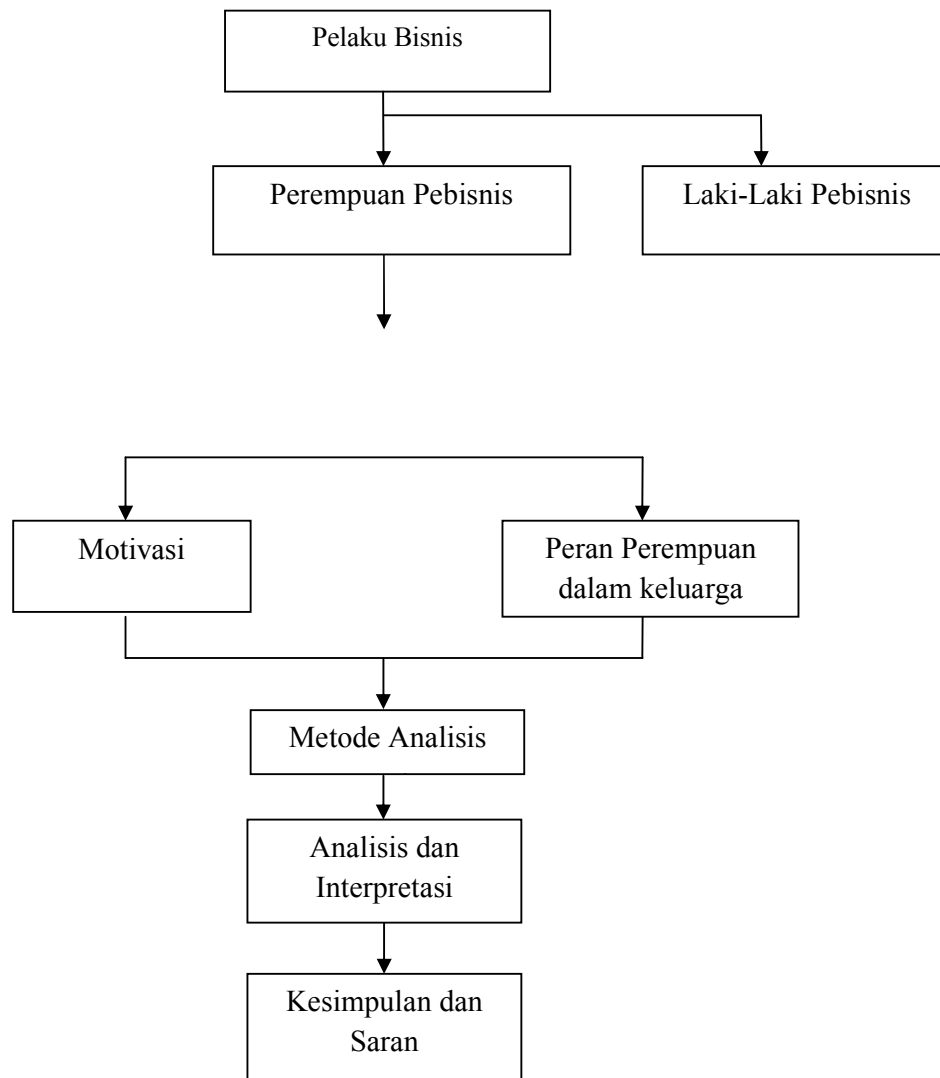 Pelaku Bisnis
Perempuan Pebisnis
Laki-Laki Pebisnis
Motivasi
Peran Perempuan
dalam keluarga
Metode Analisis
Analisis dan
Interpretasi
Kesimpulan dan
Saran